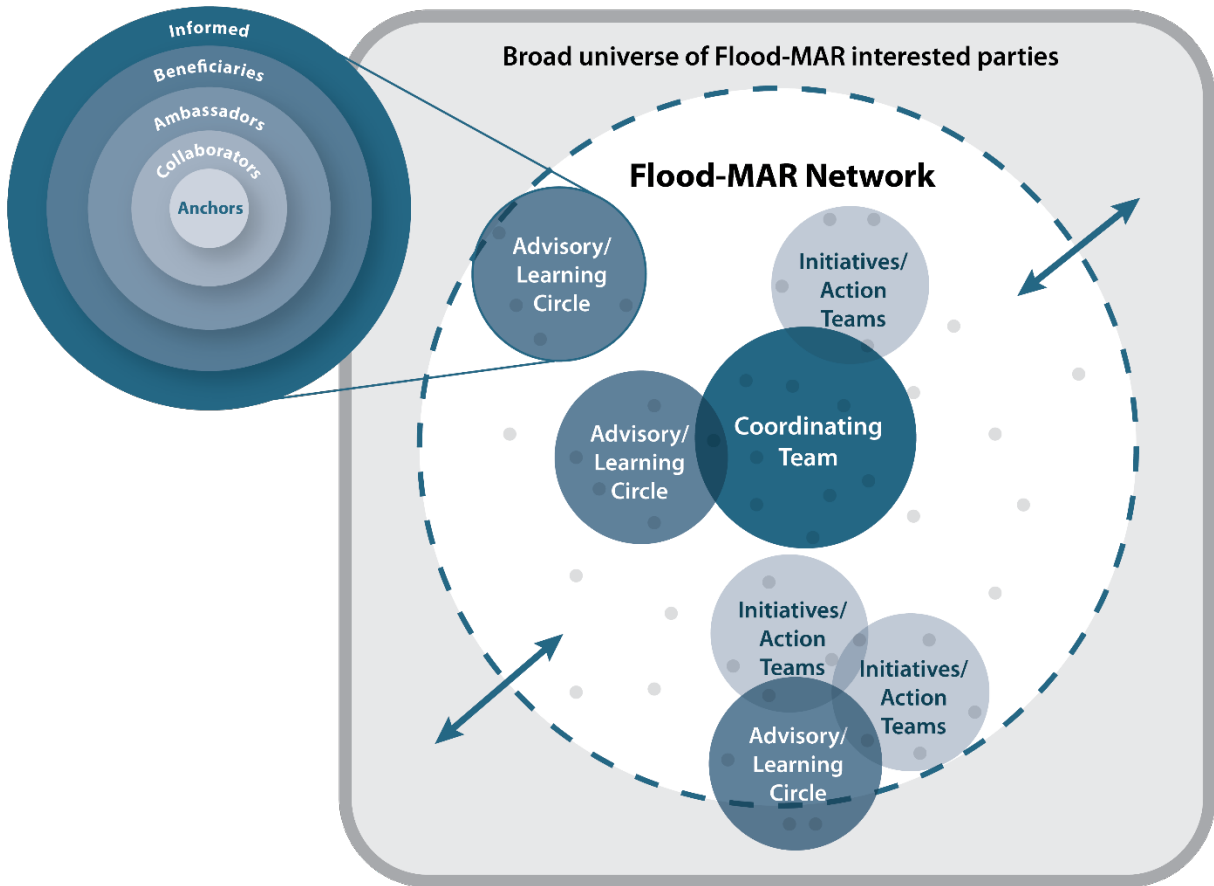 Informed
Beneficiaries
Ambassadors
Collaborators
Anchors
Broad universe of Flood-MAR interested parties
Flood-MAR Network
Advisory/
Learning
Circle
Initiatives/
Action
Teams
Advisory/
Learning
Circle
Coordinating
Team
Initiatives/
Action
Teams
Initiatives/
Action
Teams
Advisory/
Learning
Circle